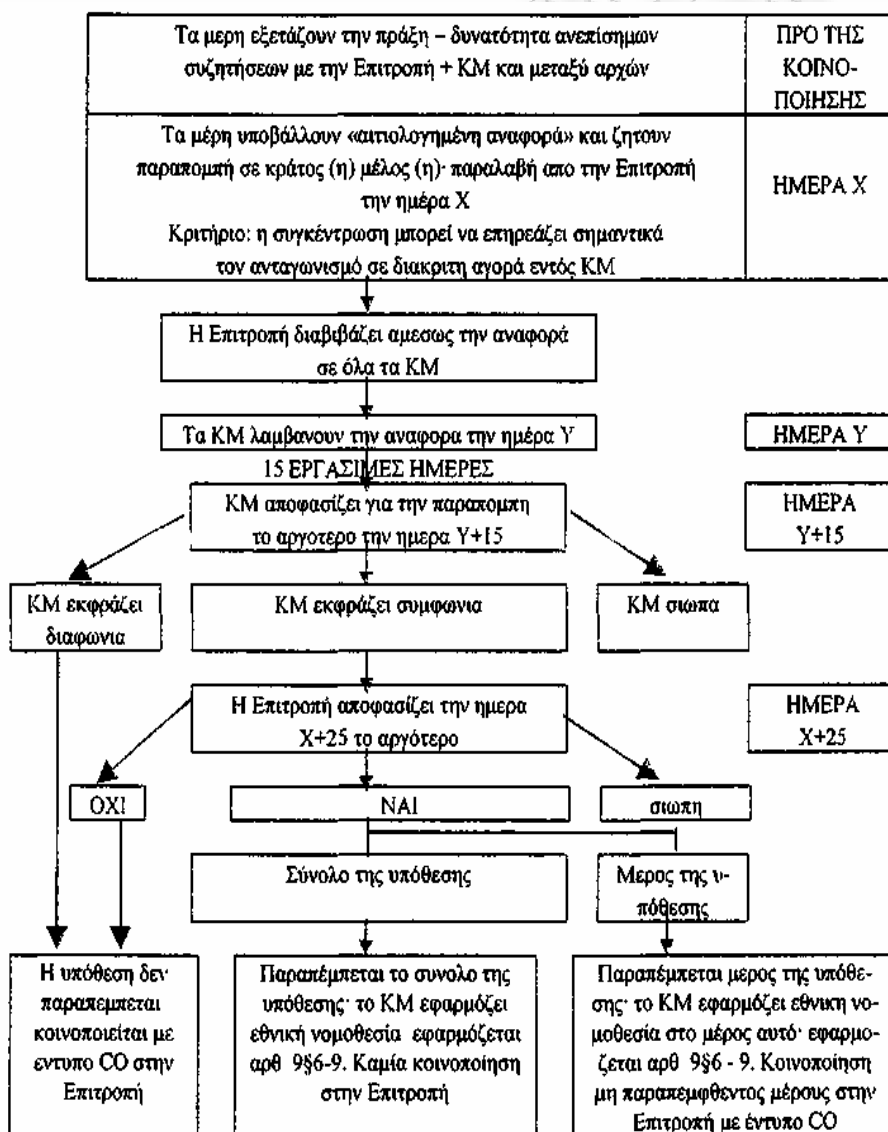 Τα μερη εξετάζουν την πράξη – δυνατότητα ανεπίσημων
συζητήσεων με την Επιτροπή + ΚΜ και μεταξύ αρχών
ΠΡΟ ΤΗΣ
ΚΟΙΝΟ-
ΠΟΙΗΣΗΣ
Τα μέρη υποβάλλουν «αιτιολογημένη αναφορά» και ζητουν
παραπομπή σε κράτος (η) μέλος (η)· παραλαβή απο την Επιτροπή
την ημέρα Χ
Κριτήριο: η συγκέντρωση μπορεί να επηρεάζει σημαντικά
τον ανταγωνισμό σε διακριτη αγορά εντός ΚΜ
ΗΜΕΡΑ Χ
Η Επιτροπή διαβιβάζει αμεσως την αναφορά
σε όλα τα ΚΜ
Τα ΚΜ λαμβανουν την αναφορα την ημέρα Υ
ΗΜΕΡΑ Υ
15 ΕΡΓΑΣΙΜΕΣ ΗΜΕΡΕΣ
ΚΜ αποφασίζει για την παραπομπη
το αργοτερο την ημερα Υ+15
ΗΜΕΡΑ
Υ+15
ΚΜ εκφράζει
διαφωνια
ΚΜ εκφράζει συμφωνια
ΚΜ σιωπα
Η Επιτροπή αποφασίζει την ημερα
Χ+25 το αργότερο
ΗΜΕΡΑ
Χ+25
ΟΧΙ
ΝΑΙ
σιωπη
Σύνολο της υπόθεσης
Μερος της υ-
πόθεσης
Η υπόθεση δεν
παραπεμπεται
κοινοποιείται με
εντυπο CO στην
Επιτροπή
Παραπέμπεται το συνολο της
υπόθεσης· το ΚΜ εφαρμόζει
εθνική νομοθεσία εφαρμόζεται
αρθ 9§6-9. Καμία κοινοποίηση
στην Επιτροπή
Παραπέμπεται μερος της υπόθε-
σης· το ΚΜ εφαρμόζει εθνικη νο-
μοθεσία στο μέρος αυτό· εφαρμο-
ζεται αρθ 9§6 - 9. Κοινοποίηση
μη παραπεμφθεντος μέρους στην
Επιτροπή με έντυπο CO